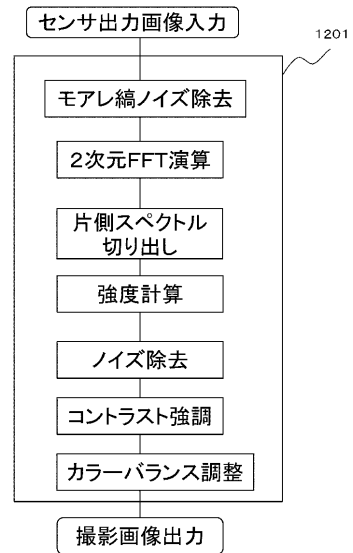 センサ出力画像入力
1201
モアレ縞ノイズ除去
２次元FFT演算
片側スペクトル
切り出し
強度計算
ノイズ除去
コントラスト強調
カラーバランス調整
撮影画像出力